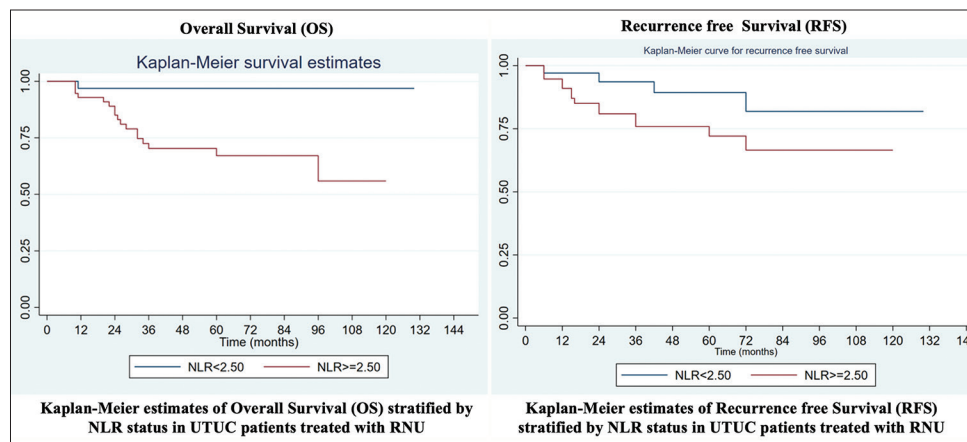 Overall Survival (OS)
Kaplan-Meier survival estimates
1.00
0.75
0.50
0.25
0.00
0 12 24 36 48 60 72 84 96 108 120 132 144
Time (months)
NLR<2.50 NLR>=2.50
Kaplan-Meier estimates of Overall Survival (OS) stratified by
NLR status in UTUC patients treated with RNU
Recurrence free Survival (RFS)
Kaplan-Meier curve for recurrence free survival
1.00
0.75
0.50
0.25
0.00
0 12 24 36 48 60 72 84 96 108 120 132 14
Time (months)
NLR<2.50 NLR>=2.50
Kaplan-Meier estimates of Recurrence free Survival (RFS)
stratified by NLR status in UTUC patients treated with RNU